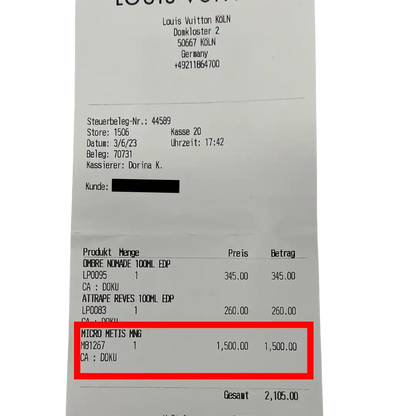 Louis Vuitton KÖLN
Domkloster 2
50667 KÖLN
Germany
+49211864700
Steuerbeleg-Nr.: 44589
Store: 1506 Kasse 20
Datum: 3/6/23 Uhrzeit: 17:42
Beleg: 70731
Kassierer: Dorina K.
Kunde:
Produkt Menge Preis Betrag
OMBRE NOMADE 100ML EDP
LP0095 1 345.00 345.00
CA : DOKU
ATTRAPE REVES 100ML EDP
LP0083 1 260.00 260.00
CA : DOKU
MICRO METIS MNG
M81267 1 1,500.00 1,500.00
CA : DOKU
Gesamt 2,105.00